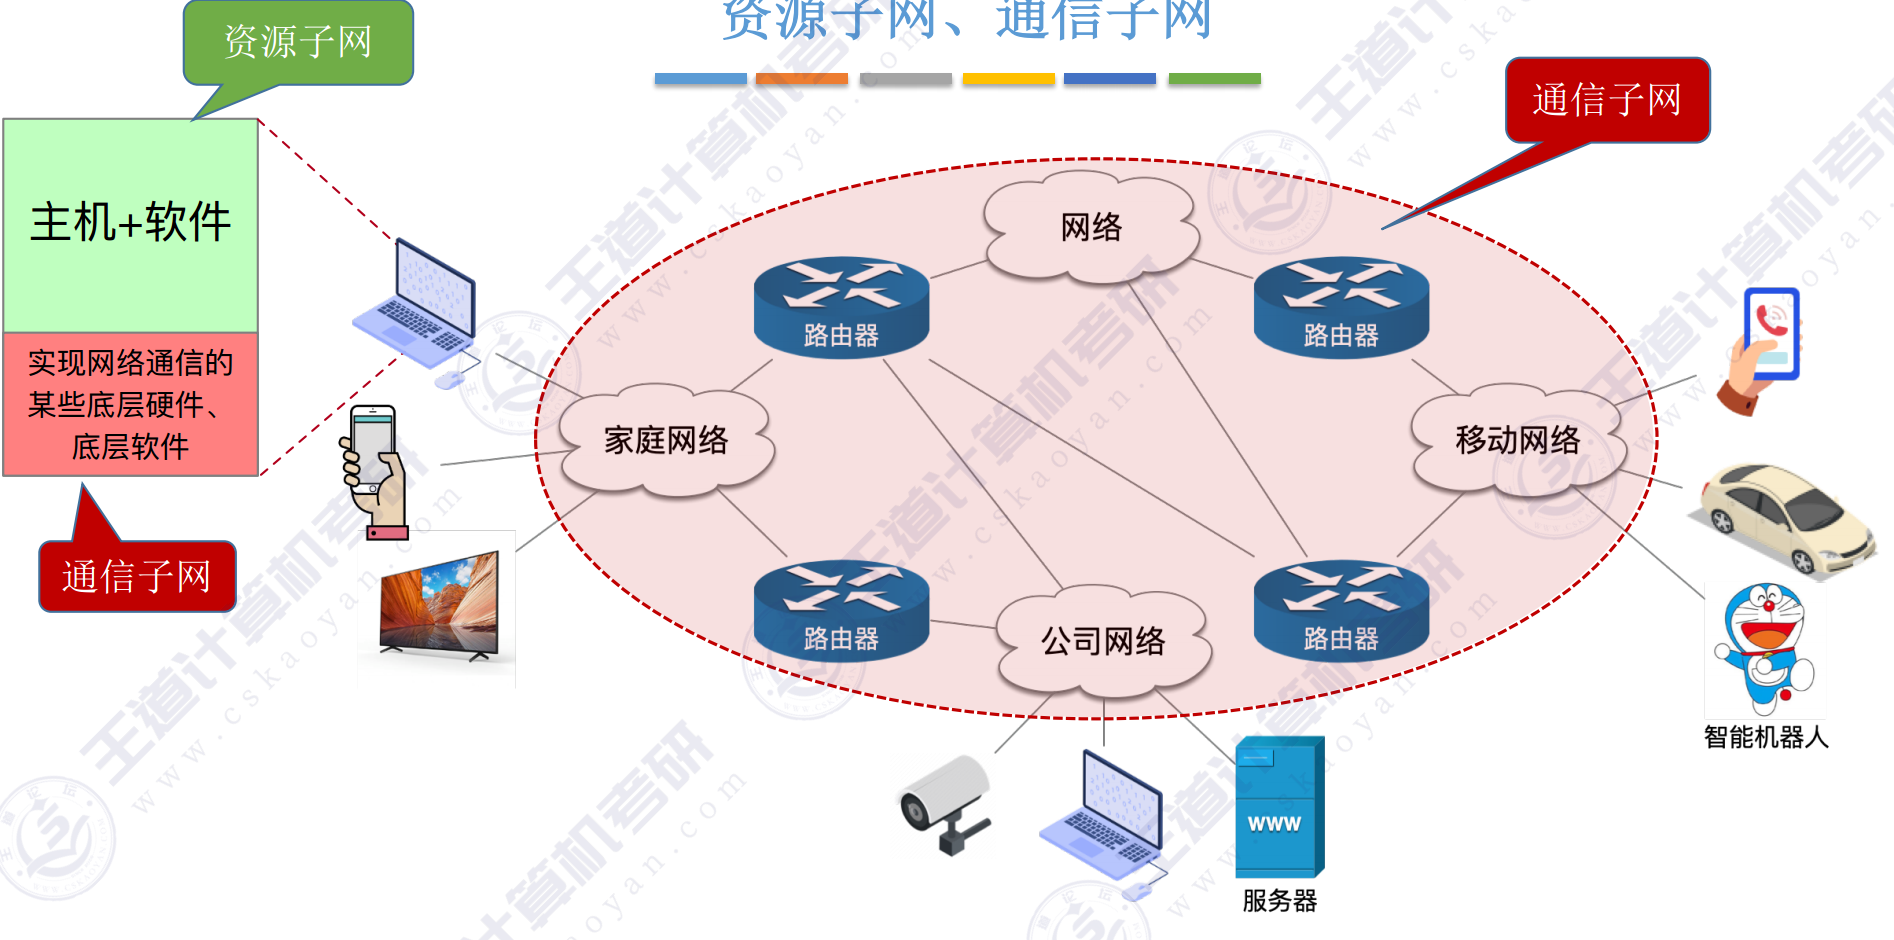 资源子网、通信子网
资源子网
通信子网
主机+软件
实现网络通信的
某些底层硬件、
底层软件
通信子网
网络
路由器
路由器
家庭网络
移动网络
路由器
公司网络
路由器
智能机器人
www
服务器
王道计算机考研
www.cskaoyan.com